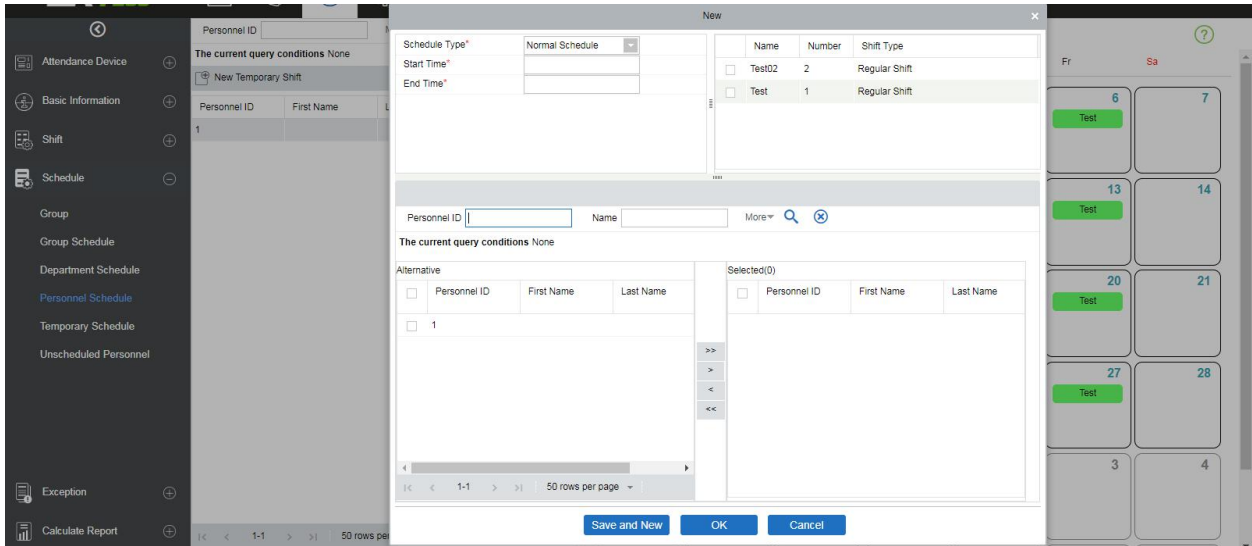 New
Personnel ID
The current query conditions None
New Temporary Shift
Personnel ID First Name
1
1-1 50 rows per
Attendance Device
Basic Information
Shift
Schedule
Group
Group Schedule
Department Schedule
Personnel Schedule
Temporary Schedule
Unscheduled Personnel
Exception
Calculate Report
Schedule Type* Normal Schedule
Start Time*
End Time*
Name Number Shift Type
Test02 2 Regular Shift
Test 1 Regular Shift
Personnel ID Name More
The current query conditions None
Alternative
Personnel ID First Name Last Name
1
>>
>
<
<<
Selected(0)
Personnel ID First Name Last Name
1-1 50 rows per page
Save and New OK Cancel
?
Fr Sa
6 7
Test
13 14
Test
20 21
Test
27 28
Test
3 4